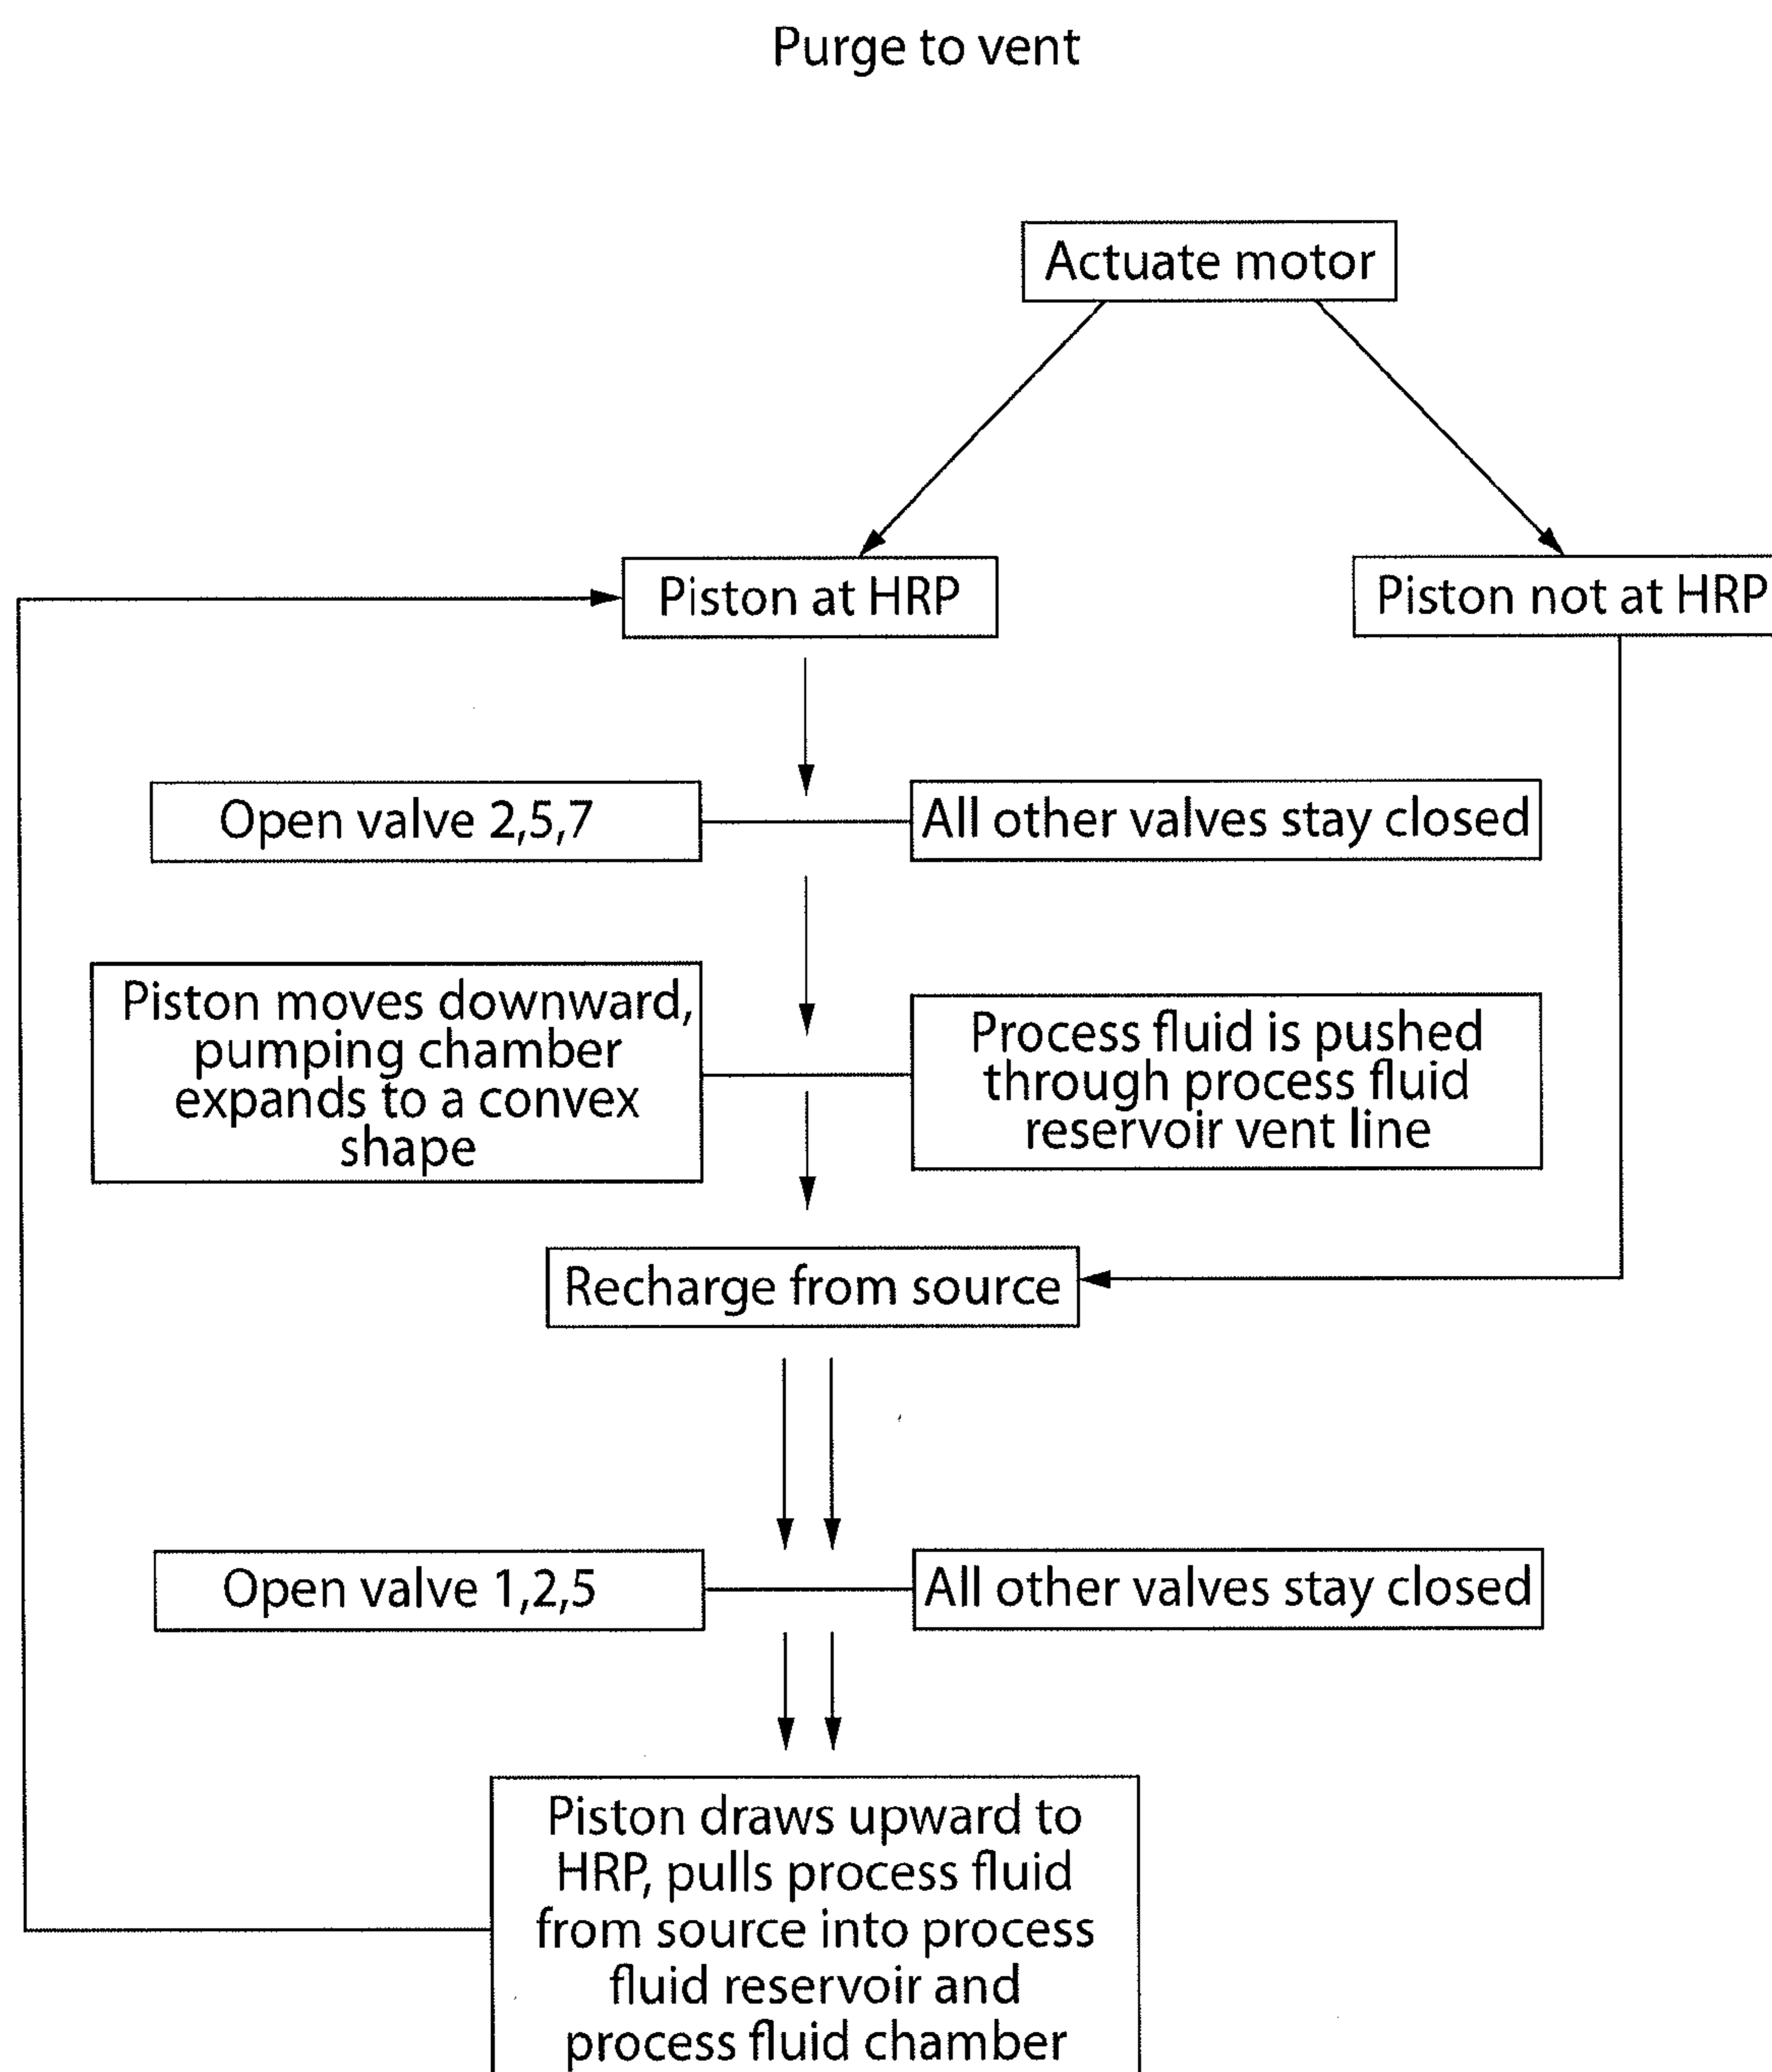 Purge to vent
Actuate motor
Piston at HRP
Piston not at HRP
Open valve 2,5,7
All other valves stay closed
Piston moves downward,
pumping chamber
expands to a convex
shape
Process fluid is pushed
through process fluid
reservoir vent line
Recharge from source
Open valve 1,2,5
All other valves stay closed
Piston draws upward to
HRP, pulls process fluid
from source into process
fluid reservoir and
process fluid chamber